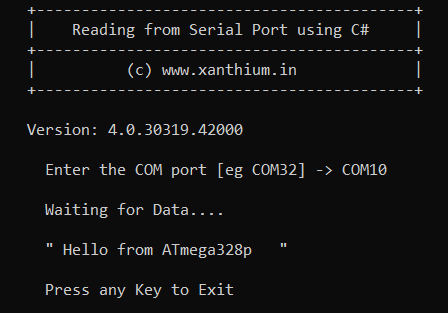 +------------------------------------------+
|    Reading from Serial Port using C#     |
+------------------------------------------+
|          (c) www.xanthium.in             |
+------------------------------------------+
Version: 4.0.30319.42000
Enter the COM port [eg COM32] -> COM10
Waiting for Data....
" Hello from ATmega328p   "
Press any Key to Exit